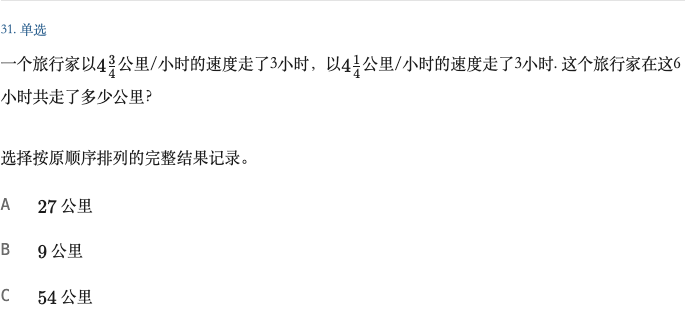 31. 单选
一个旅行家以4 3/4公里/小时的速度走了3小时，以4 1/4公里/小时的速度走了3小时. 这个旅行家在这6
小时共走了多少公里?
选择按原顺序排列的完整结果记录。
A 27 公里
B 9 公里
C 54 公里